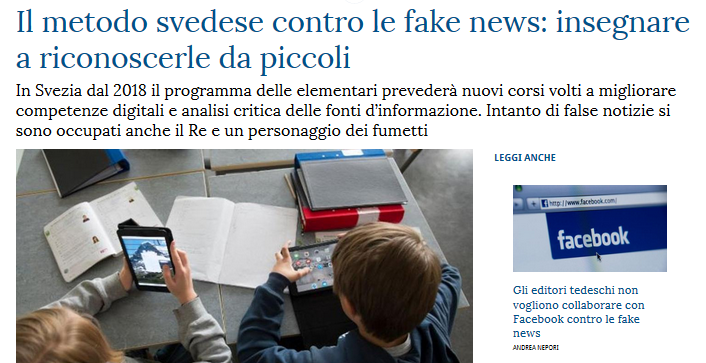 Il metodo svedese contro le fake news: insegnare
a riconoscerle da piccoli
In Svezia dal 2018 il programma delle elementari prevederà nuovi corsi volti a migliorare
competenze digitali e analisi critica delle fonti d'informazione. Intanto di false notizie si
sono occupati anche il Re e un personaggio dei fumetti
LEGGI ANCHE
http://www.facebook.com/
facebook
Gli editori tedeschi non
vogliono collaborare con
Facebook contro le fake
news
ANDREA NEPORI